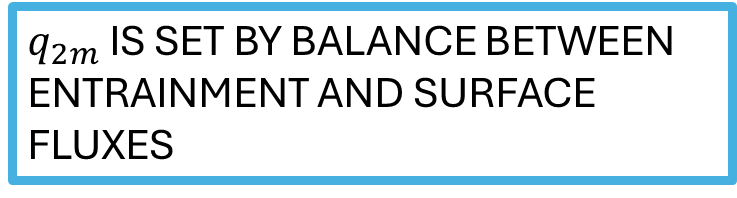 q2m IS SET BY BALANCE BETWEEN
ENTRAINMENT AND SURFACE
FLUXES